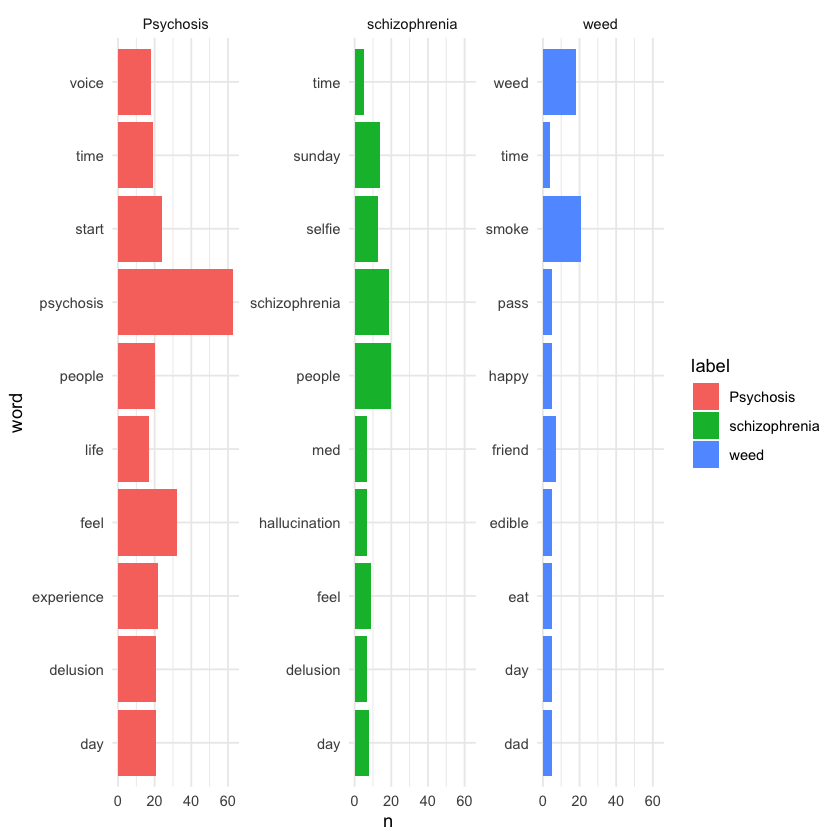 Psychosis schizophrenia weed
voice time weed
time sunday time
start selfie smoke
psychosis schizophrenia pass
people people happy
life med friend
feel hallucination edible
experience feel eat
delusion delusion day
day day dad
0 20 40 60 0 20 40 60 0 20 40 60
n
word
label
Psychosis
schizophrenia
weed